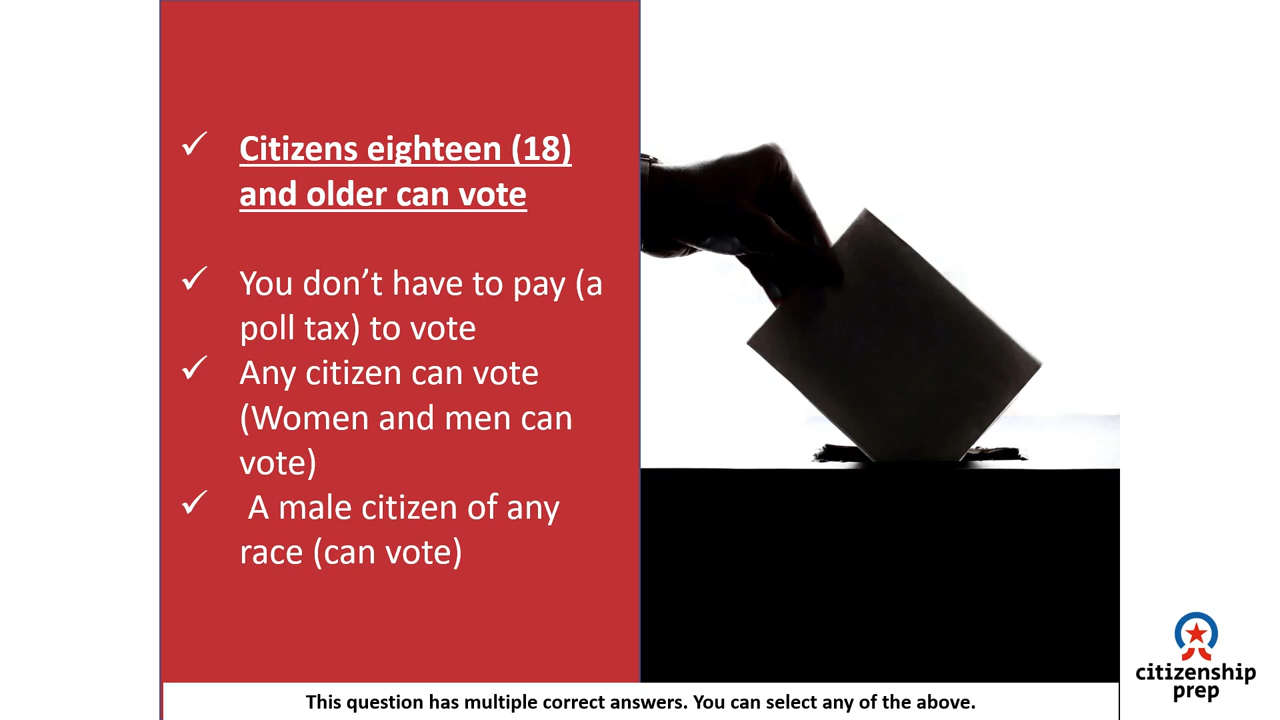 ✓ Citizens eighteen (18)
and older can vote
✓ You don’t have to pay (a
poll tax) to vote
✓ Any citizen can vote
(Women and men can
vote)
✓ A male citizen of any
race (can vote)
This question has multiple correct answers. You can select any of the above.
citizenship
prep